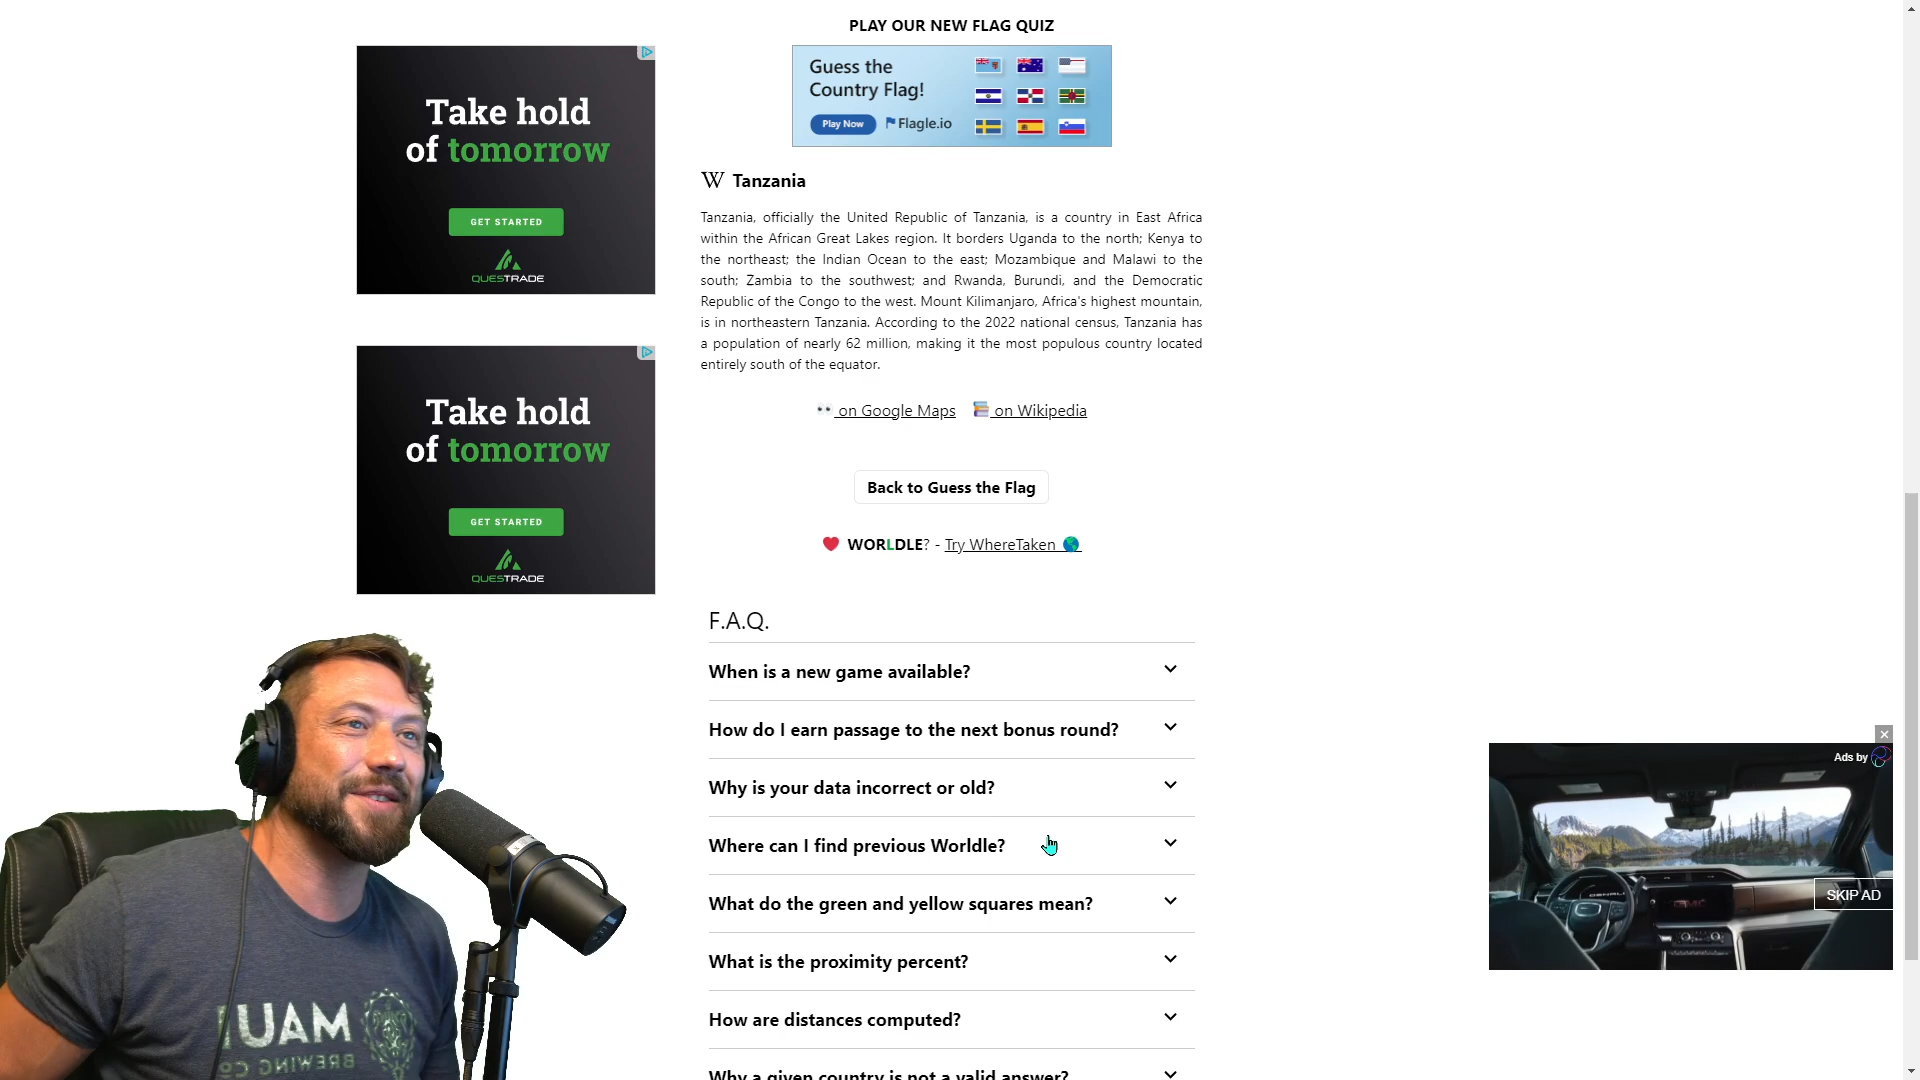 PLAY OUR NEW FLAG QUIZ
Guess the
Country Flag!
Play Now
Flagle.io
Take hold
of tomorrow
GET STARTED
QUESTRADE
W Tanzania
Tanzania, officially the United Republic of Tanzania, is a country in East Africa
within the African Great Lakes region. It borders Uganda to the north; Kenya to
the northeast; the Indian Ocean to the east; Mozambique and Malawi to the
south; Zambia to the southwest; and Rwanda, Burundi, and the Democratic
Republic of the Congo to the west. Mount Kilimanjaro, Africa's highest mountain,
is in northeastern Tanzania. According to the 2022 national census, Tanzania has
a population of nearly 62 million, making it the most populous country located
entirely south of the equator.
on Google Maps
on Wikipedia
Take hold
of tomorrow
GET STARTED
QUESTRADE
Back to Guess the Flag
WORLDLE? - Try WhereTaken
F.A.Q.
When is a new game available?
How do I earn passage to the next bonus round?
Why is your data incorrect or old?
Where can I find previous Worldle?
What do the green and yellow squares mean?
What is the proximity percent?
How are distances computed?
Why a given country is not a valid answer?
Ads by
GMC
SKIP AD
MAU
BREWING CO